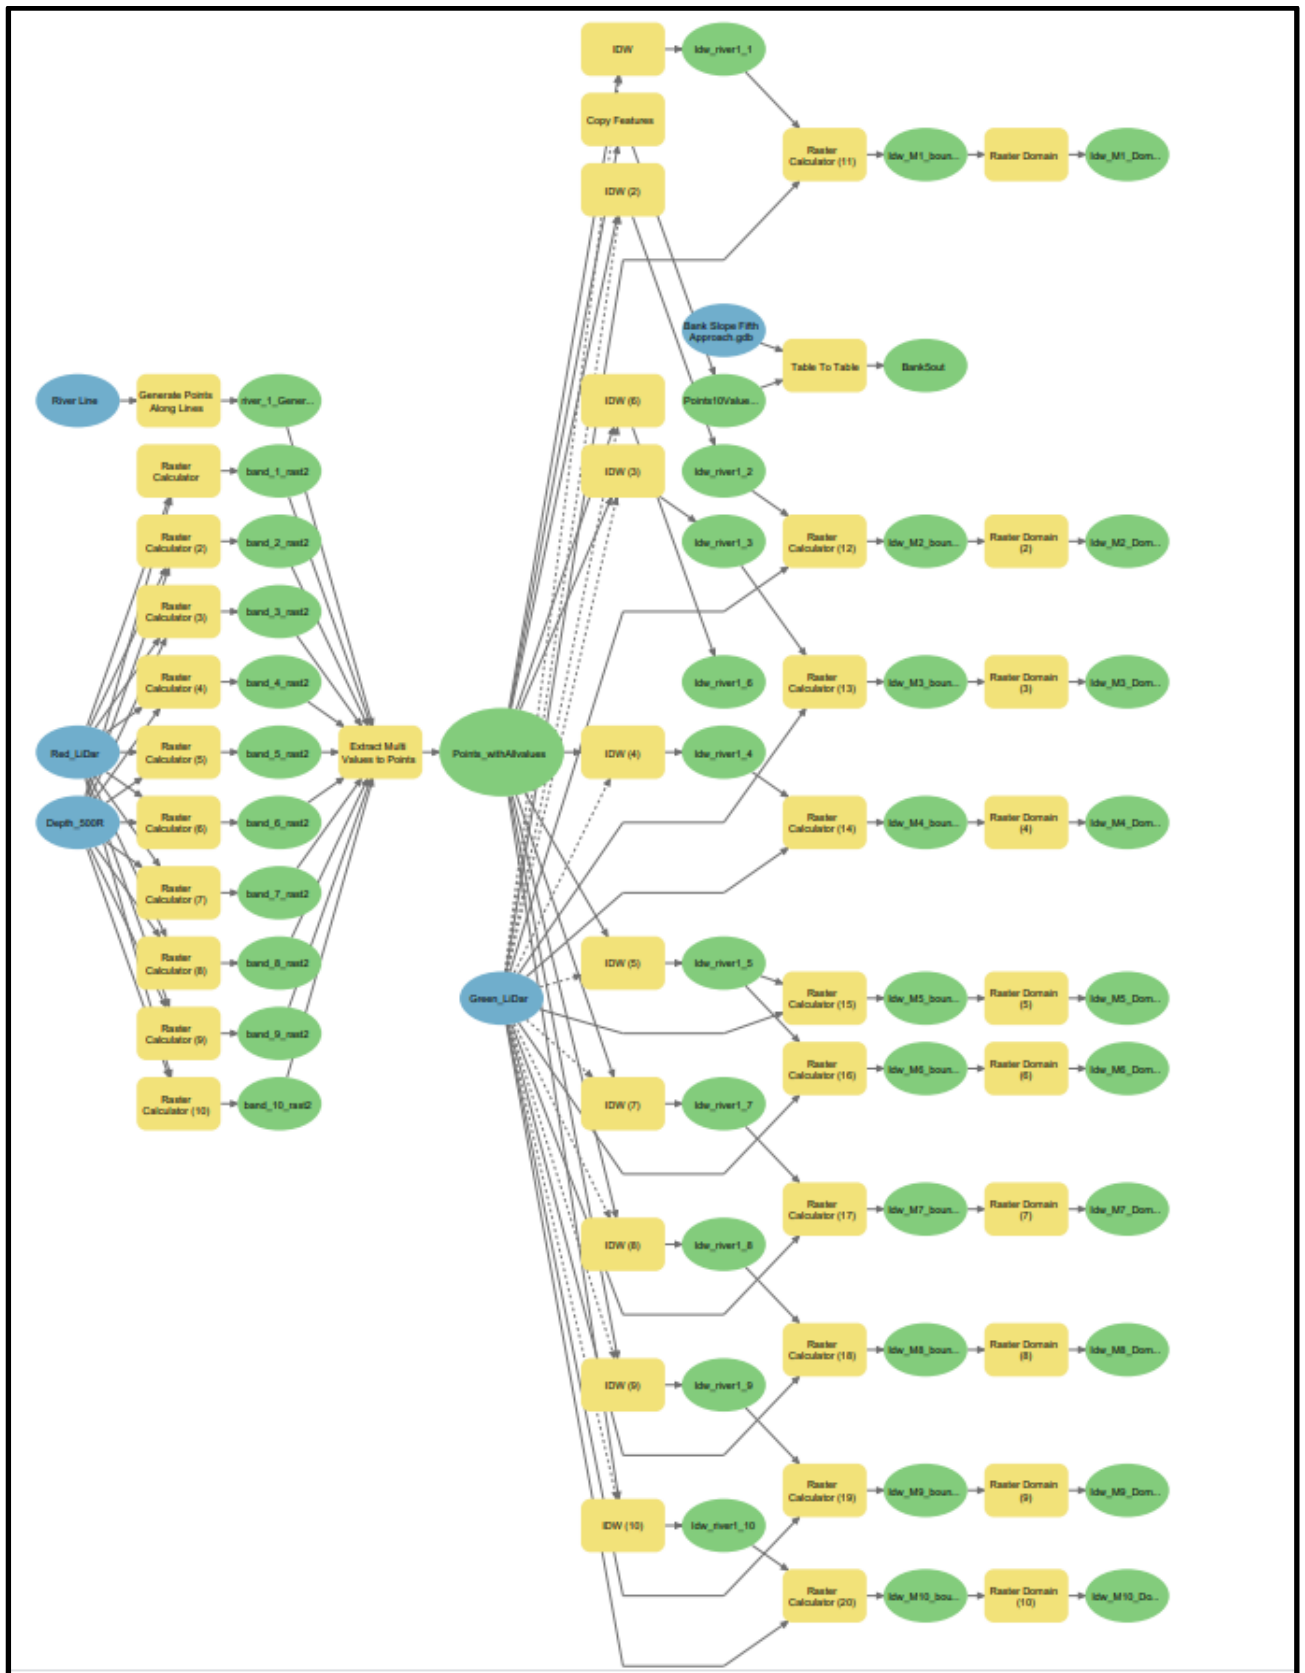 IDW
Idw_river1_1
Copy Features
Raster
Calculator (11)
Idw_M1_boun...
Raster Domain
Idw_M1_Dom...
IDW (2)
Bank Slope Fifth
Approach.gdb
Table To Table
Bank5out
River Line
Generate Points
Along Lines
river_1_Gener...
IDW (6)
Points10Value...
Raster
Calculator
band_1_rast2
IDW (3)
Idw_river1_2
Raster
Calculator (2)
band_2_rast2
Idw_river1_3
Raster
Calculator (12)
Idw_M2_boun...
Raster Domain
(2)
Idw_M2_Dom...
Raster
Calculator (3)
band_3_rast2
Raster
Calculator (4)
band_4_rast2
Idw_river1_6
Raster
Calculator (13)
Idw_M3_boun...
Raster Domain
(3)
Idw_M3_Dom...
Red_LiDar
Raster
Calculator (5)
band_5_rast2
Extract Multi
Values to Points
Points_withAllvalues
IDW (4)
Idw_river1_4
Depth_500R
Raster
Calculator (6)
band_6_rast2
Raster
Calculator (14)
Idw_M4_boun...
Raster Domain
(4)
Idw_M4_Dom...
Raster
Calculator (7)
band_7_rast2
Raster
Calculator (8)
band_8_rast2
IDW (5)
Idw_river1_5
Green_LiDar
Raster
Calculator (15)
Idw_M5_boun...
Raster Domain
(5)
Idw_M5_Dom...
Raster
Calculator (9)
band_9_rast2
Raster
Calculator (16)
Idw_M6_boun...
Raster Domain
(6)
Idw_M6_Dom...
Raster
Calculator (10)
band_10_rast2
IDW (7)
Idw_river1_7
Raster
Calculator (17)
Idw_M7_boun...
Raster Domain
(7)
Idw_M7_Dom...
IDW (8)
Idw_river1_8
Raster
Calculator (18)
Idw_M8_boun...
Raster Domain
(8)
Idw_M8_Dom...
IDW (9)
Idw_river1_9
Raster
Calculator (19)
Idw_M9_boun...
Raster Domain
(9)
Idw_M9_Dom...
IDW (10)
Idw_river1_10
Raster
Calculator (20)
Idw_M10_bou...
Raster Domain
(10)
Idw_M10_Do...